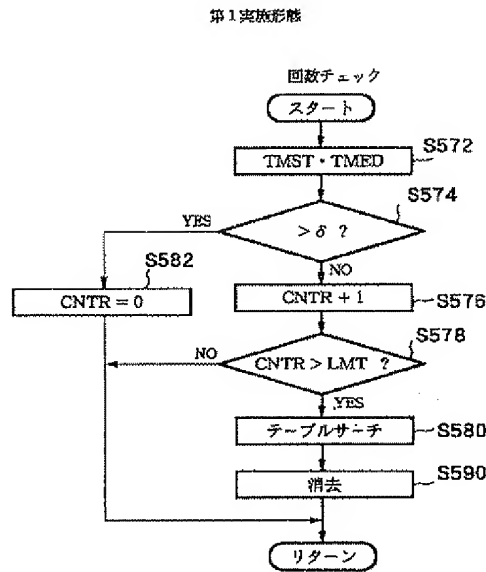 第1実施形態
回数チェック
スタート
TMST・TMED
S572
S574
> δ ?
YES
NO
S582
CNTR = 0
CNTR + 1
S576
S578
CNTR > LMT ?
NO
YES
テーブルサーチ
S580
消去
S590
リターン